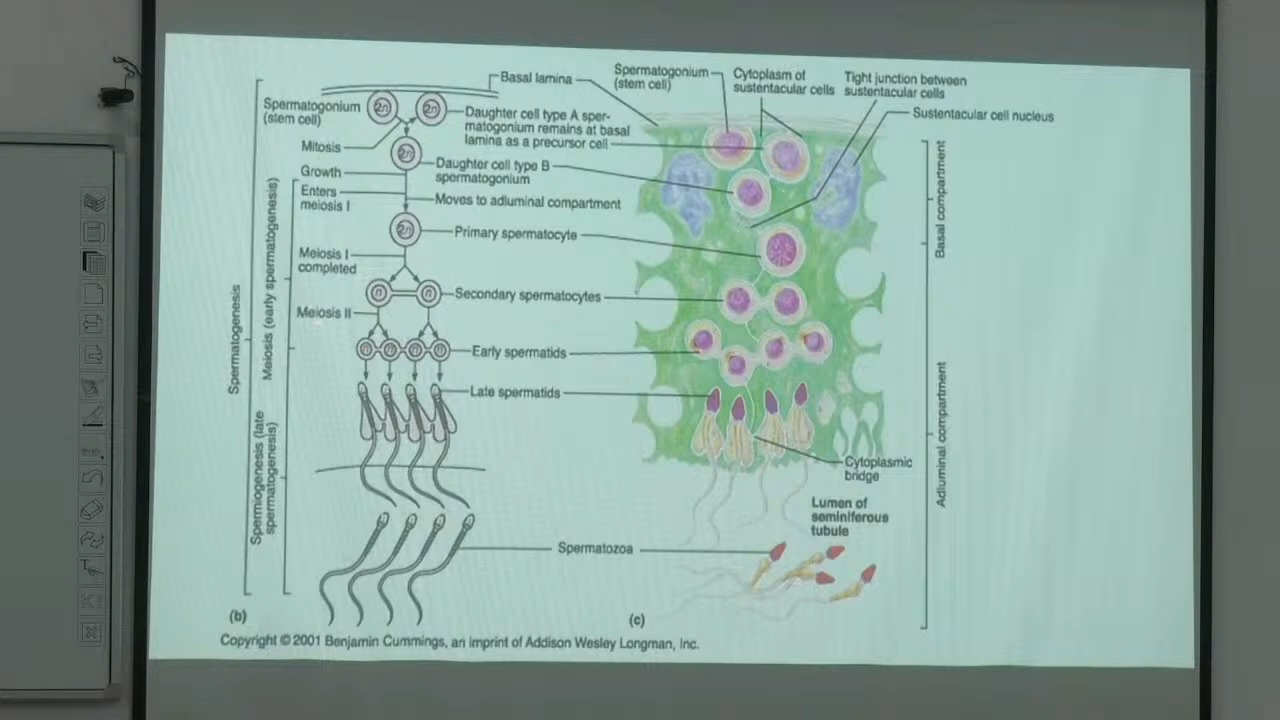 Basal lamina
Spermatogonium
(stem cell)
Cytoplasm of
sustentacular cells
Tight junction between
sustentacular cells
Sustentacular cell nucleus
Spermatogonium
(stem cell)
2n
2n
Daughter cell type A sper-
matogonium remains at basal
lamina as a precursor cell
Mitosis
2n
Daughter cell type B
spermatogonium
Growth
Enters
meiosis I
Moves to adluminal compartment
2n
Primary spermatocyte
Meiosis I
completed
n
n
Secondary spermatocytes
Meiosis II
n
n
n
n
Early spermatids
Late spermatids
Cytoplasmic
bridge
Lumen of
seminiferous
tubule
Spermatozoa
Spermatogenesis
Meiosis (early spermatogenesis)
Spermiogenesis (late
spermatogenesis)
Basal compartment
Adluminal compartment
(b)
(c)
Copyright © 2001 Benjamin Cummings, an imprint of Addison Wesley Longman, Inc.